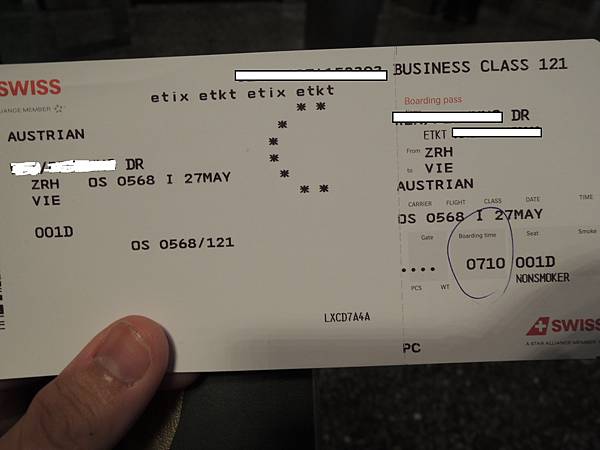 SWISS
ALLIANCE MEMBER
etix etkt etix etkt
* *
*
*
*
*
* *
AUSTRIAN
DR
ZRH OS 0568 I 27MAY
VIE
001D
OS 0568/121
LXCD7A4A
BUSINESS CLASS 121
Boarding pass
DR
ETKT
From ZRH
to VIE
AUSTRIAN
CARRIER FLIGHT CLASS DATE TIME
OS 0568 I 27MAY
Gate Boarding time Seat Smoke
0710 001D
NONSMOKER
PCS WT
SWISS
A STAR ALLIANCE MEMBER
PC